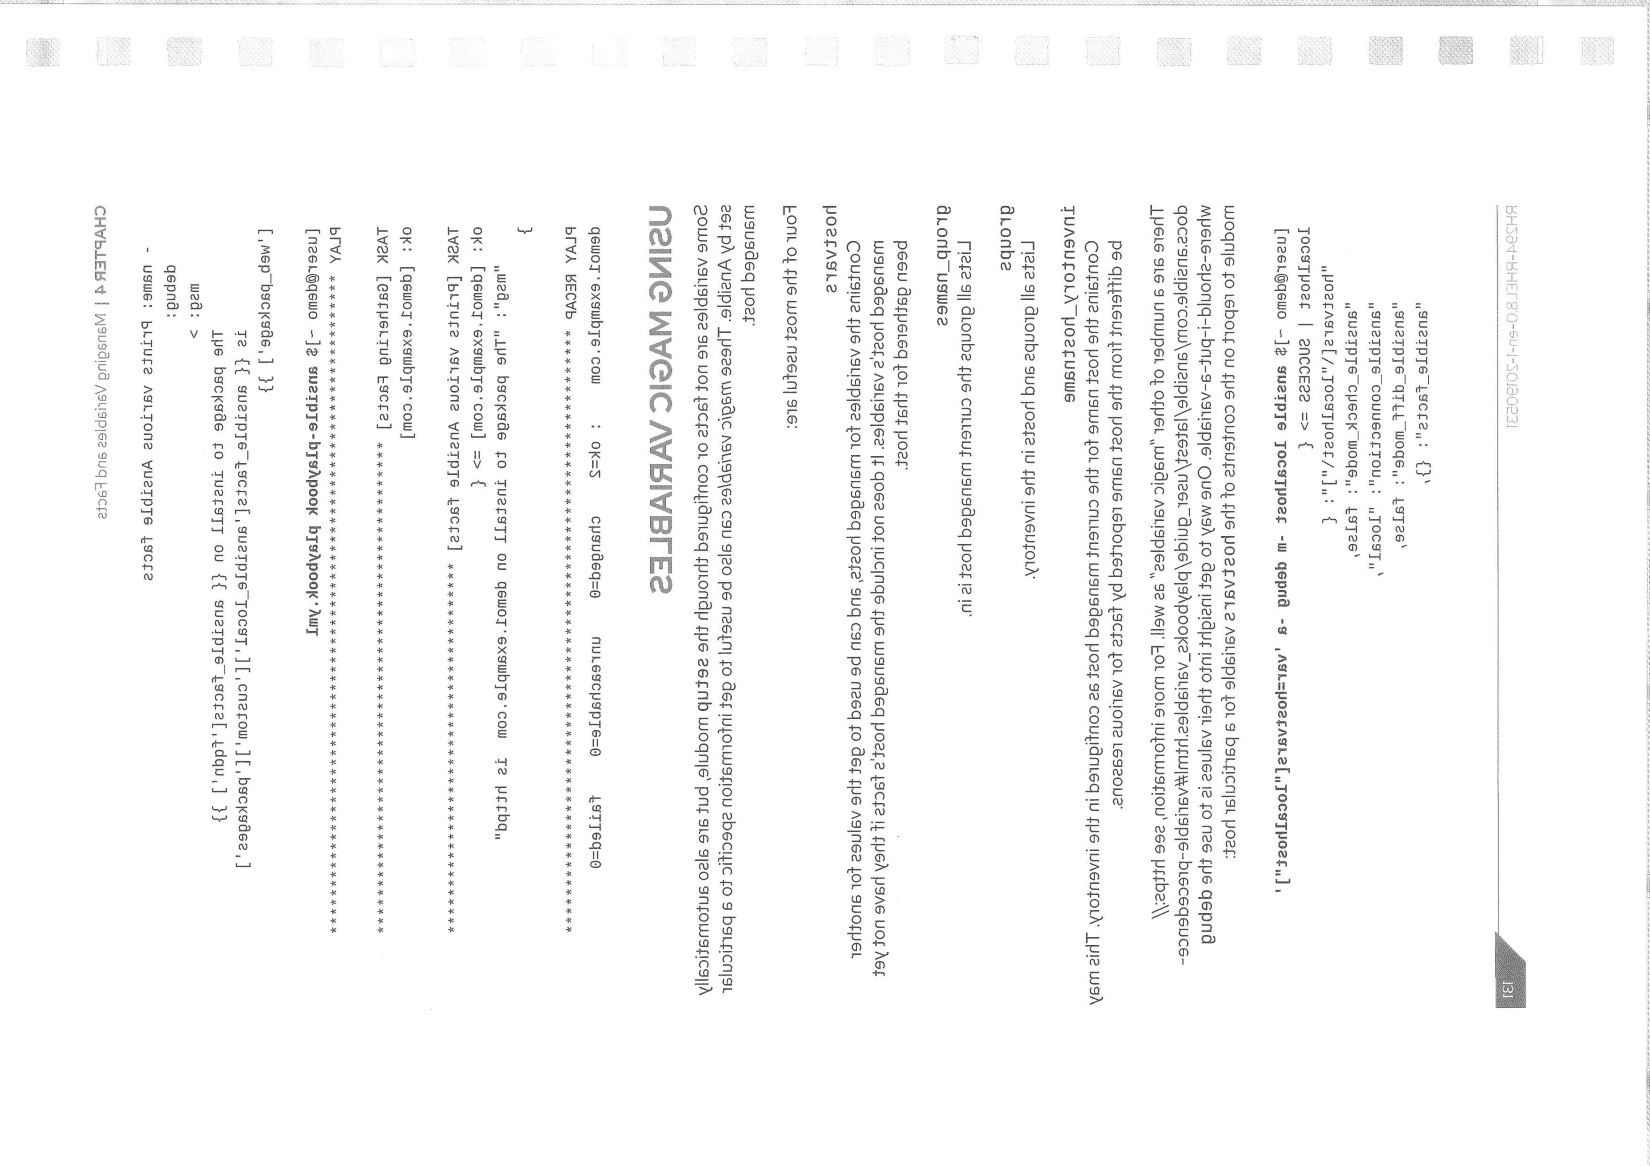 CHAPTER 4 | Managing Variables and Facts
- name: Prints various Ansible facts
debug:
msg: >
The package to install on {{ ansible_facts['fqdn'] }}
is {{ ansible_facts['ansible_local']['custom']['packages']
['web_package'] }}
[user@demo ~]$ ansible-playbook playbook.yml
PLAY ***********************************************************************
TASK [Gathering Facts] *****************************************************
ok: [demo1.example.com]
TASK [Prints various Ansible facts] ****************************************
ok: [demo1.example.com] => {
"msg": "The package to install on demo1.example.com is httpd"
}
PLAY RECAP *****************************************************************
demo1.example.com : ok=2 changed=0 unreachable=0 failed=0
USING MAGIC VARIABLES
Some variables are not facts or configured through the setup module, but are also automatically
set by Ansible. These magic variables can also be useful to get information specific to a particular
managed host.
Four of the most useful are:
hostvars
Contains the variables for managed hosts, and can be used to get the values for another
managed host's variables. It does not include the managed host's facts if they have not yet
been gathered for that host.
group_names
Lists all groups the current managed host is in.
groups
Lists all groups and hosts in the inventory.
inventory_hostname
Contains the host name for the current managed host as configured in the inventory. This may
be different from the host name reported by facts for various reasons.
There are a number of other "magic variables" as well. For more information, see https://
docs.ansible.com/ansible/latest/user_guide/playbooks_variables.html#variable-precedence-
where-should-i-put-a-variable. One way to get insight into their values is to use the debug
module to report on the contents of the hostvars variable for a particular host:
[user@demo ~]$ ansible localhost -m debug -a 'var=hostvars["localhost"]'
localhost | SUCCESS => {
"hostvars[\"localhost\"]": {
"ansible_check_mode": false,
"ansible_connection": "local",
"ansible_diff_mode": false,
"ansible_facts": {},
RH294-RHEL8.0-en-1-20190531
131